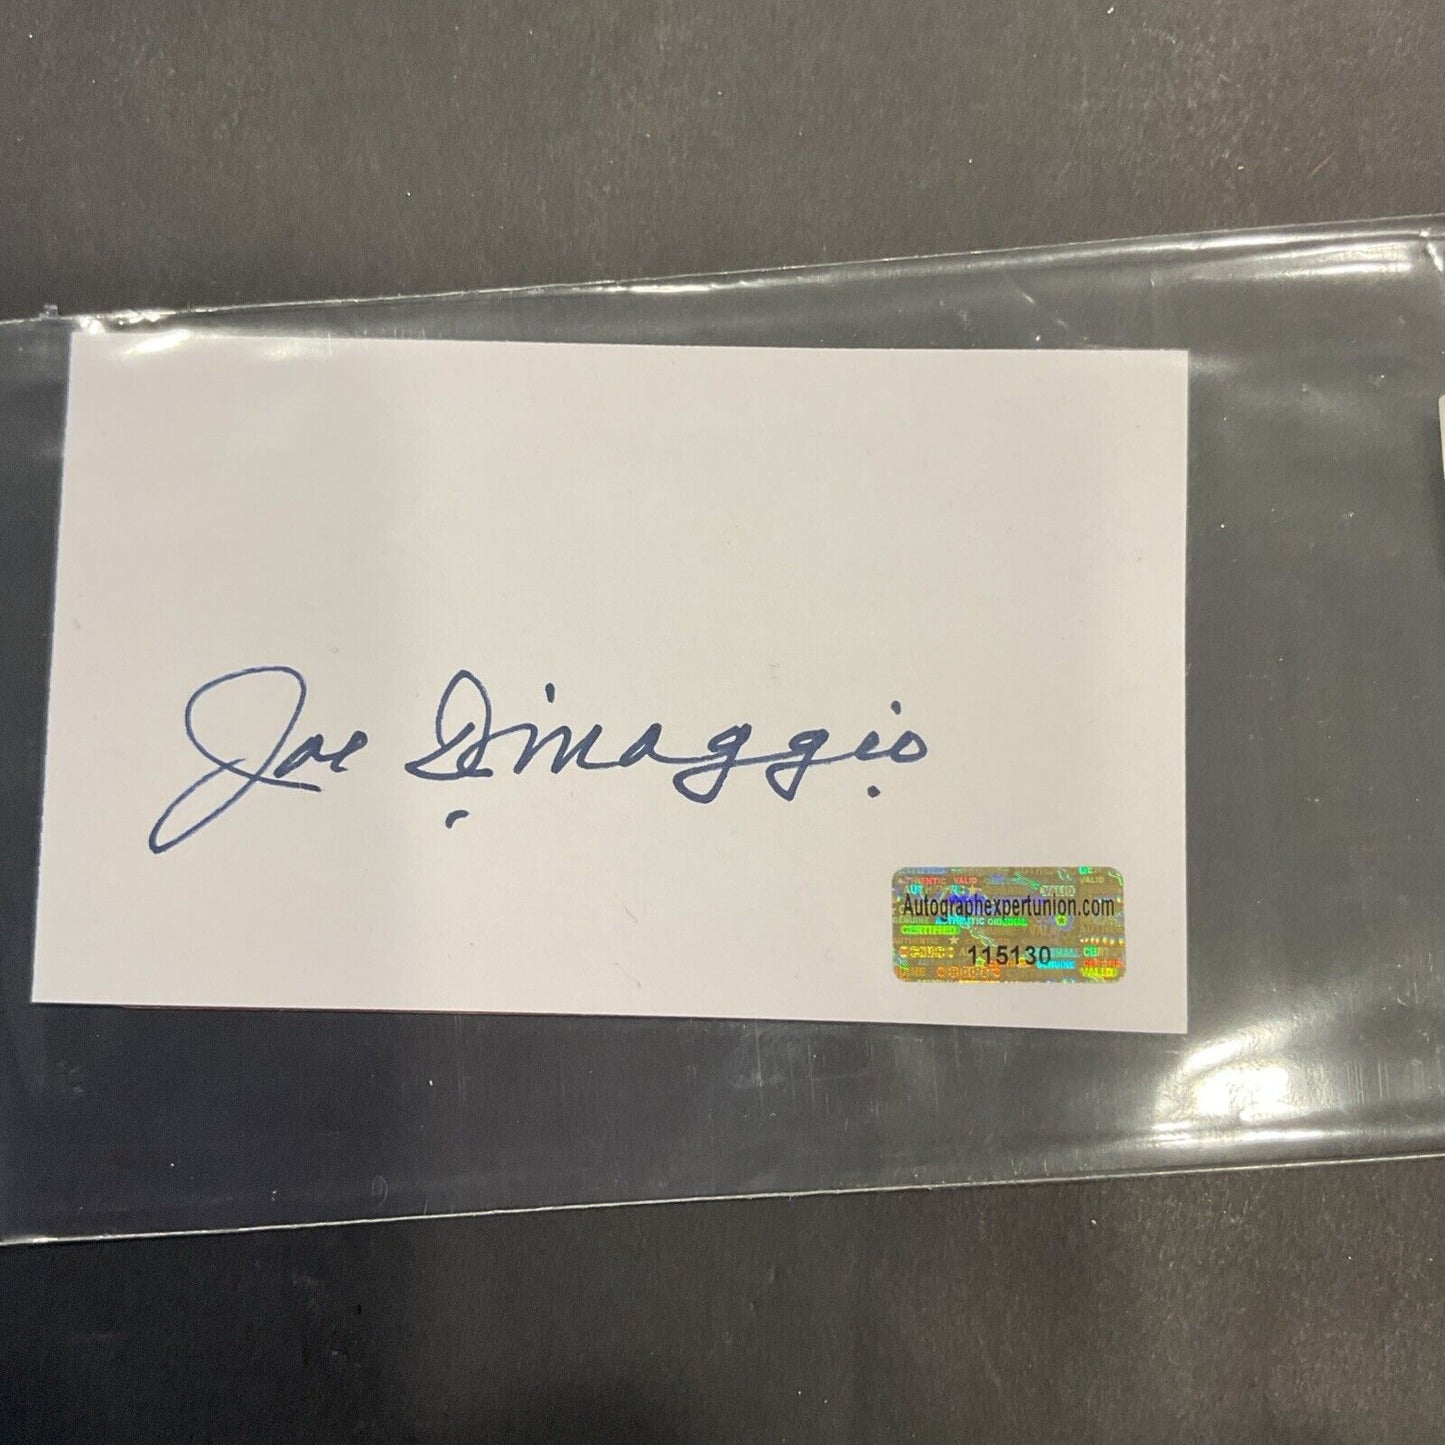 Joe Dimaggio
Autographexpertunion.com
115130